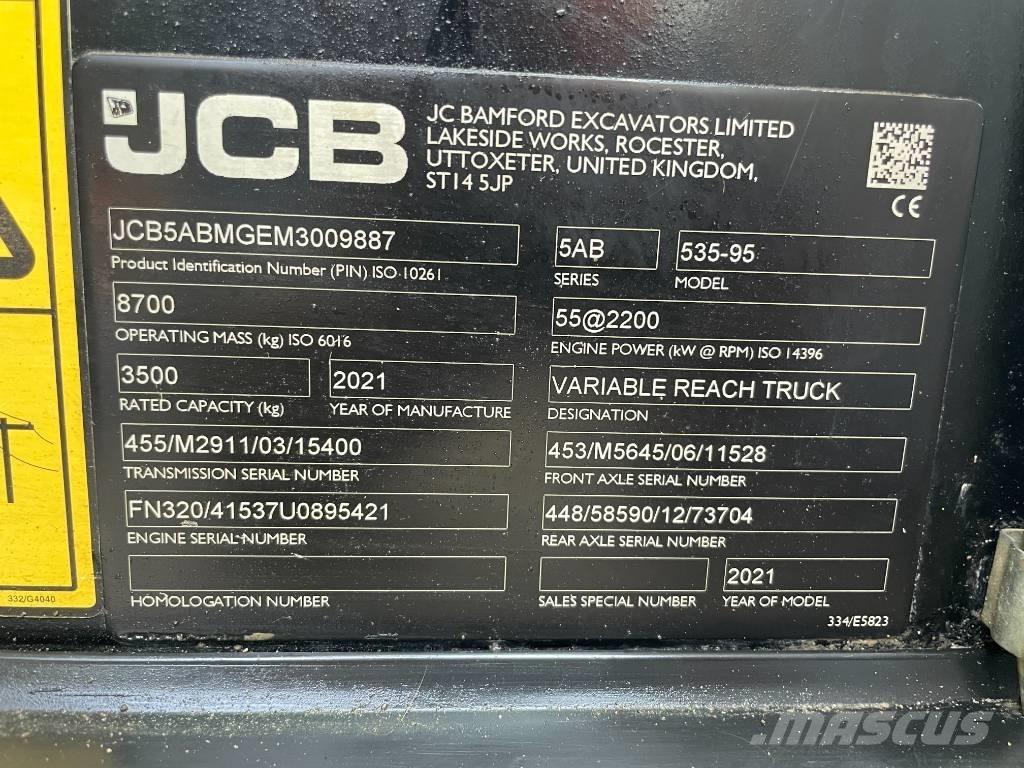 JCB
JC BAMFORD EXCAVATORS LIMITED
LAKESIDE WORKS, ROCESTER,
UTTOXETER, UNITED KINGDOM,
ST14 5JP
CE
JCB5ABMGEM3009887
Product Identification Number (PIN) ISO 10261
5AB
SERIES
535-95
MODEL
8700
OPERATING MASS (kg) ISO 6016
55@2200
ENGINE POWER (kW @ RPM) ISO 14396
3500
RATED CAPACITY (kg)
2021
YEAR OF MANUFACTURE
VARIABLE REACH TRUCK
DESIGNATION
455/M2911/03/15400
TRANSMISSION SERIAL NUMBER
453/M5645/06/11528
FRONT AXLE SERIAL NUMBER
FN320/41537U0895421
ENGINE SERIAL NUMBER
448/58590/12/73704
REAR AXLE SERIAL NUMBER
HOMOLOGATION NUMBER
SALES SPECIAL NUMBER
2021
YEAR OF MODEL
334/E5823
332/G4040
MASCUS